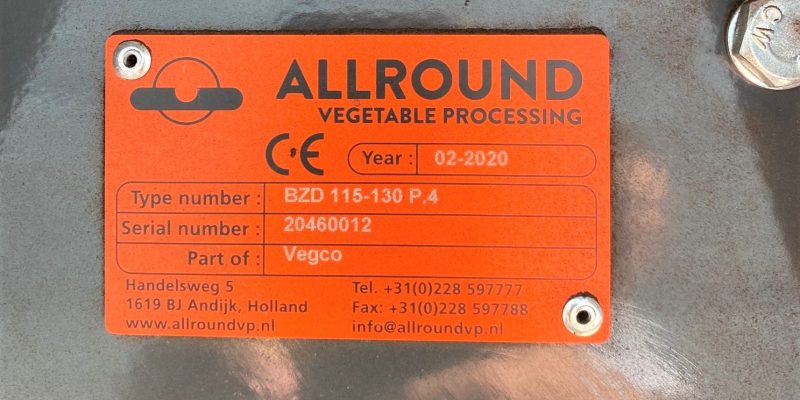 ALLROUND
VEGETABLE PROCESSING
CE Year : 02-2020
Type number : BZD 115-130 P.4
Serial number : 20460012
Part of : Vegco
Handelsweg 5 Tel. +31(0)228 597777
1619 BJ Andijk, Holland Fax: +31(0)228 597788
www.allroundvp.nl info@allroundvp.nl
CW